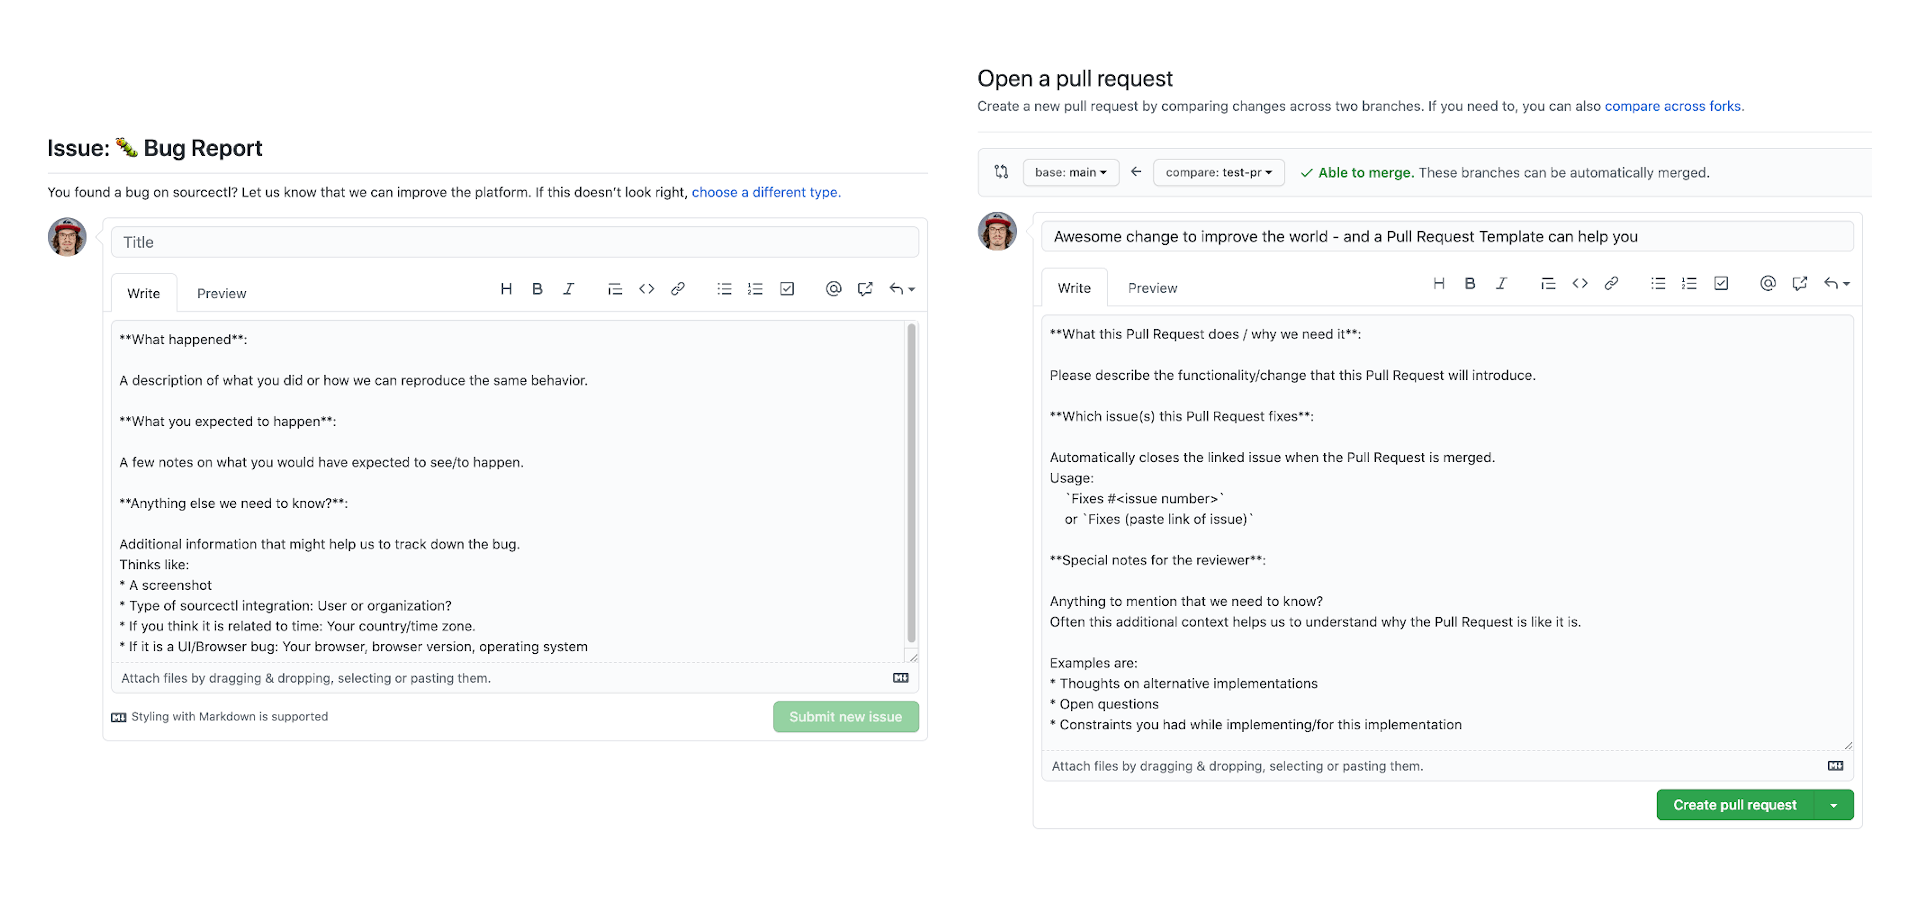 Issue: 🐛 Bug Report
You found a bug on sourcectl? Let us know that we can improve the platform. If this doesn't look right, choose a different type.
Title
Write
Preview
**What happened**:
A description of what you did or how we can reproduce the same behavior.
**What you expected to happen**:
A few notes on what you would have expected to see/to happen.
**Anything else we need to know?**:
Additional information that might help us to track down the bug.
Thinks like:
* A screenshot
* Type of sourcectl integration: User or organization?
* If you think it is related to time: Your country/time zone.
* If it is a UI/Browser bug: Your browser, browser version, operating system
Attach files by dragging & dropping, selecting or pasting them.
Styling with Markdown is supported
Submit new issue
Open a pull request
Create a new pull request by comparing changes across two branches. If you need to, you can also compare across forks.
base: main
compare: test-pr
Able to merge. These branches can be automatically merged.
Awesome change to improve the world - and a Pull Request Template can help you
Write
Preview
**What this Pull Request does / why we need it**:
Please describe the functionality/change that this Pull Request will introduce.
**Which issue(s) this Pull Request fixes**:
Automatically closes the linked issue when the Pull Request is merged.
Usage:
`Fixes #<issue number>`
or `Fixes (paste link of issue)`
**Special notes for the reviewer**:
Anything to mention that we need to know?
Often this additional context helps us to understand why the Pull Request is like it is.
Examples are:
* Thoughts on alternative implementations
* Open questions
* Constraints you had while implementing/for this implementation
Attach files by dragging & dropping, selecting or pasting them.
Create pull request